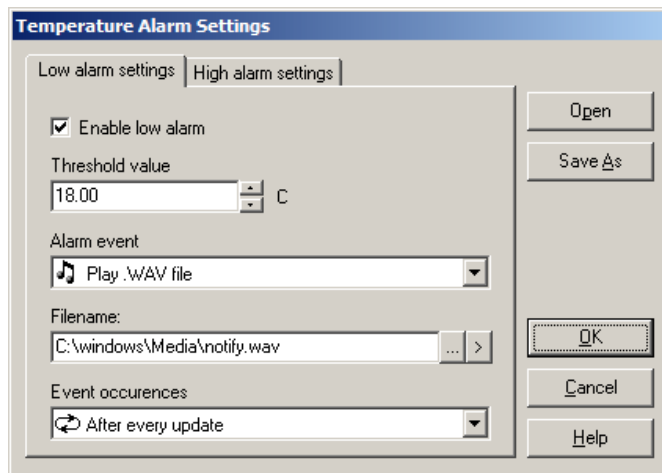 Temperature Alarm Settings
Low alarm settings
High alarm settings
Enable low alarm
Threshold value
18.00
C
Alarm event
Play .WAV file
Filename:
C:\windows\Media\notify.wav
...
>
Event occurences
After every update
Open
Save As
OK
Cancel
Help